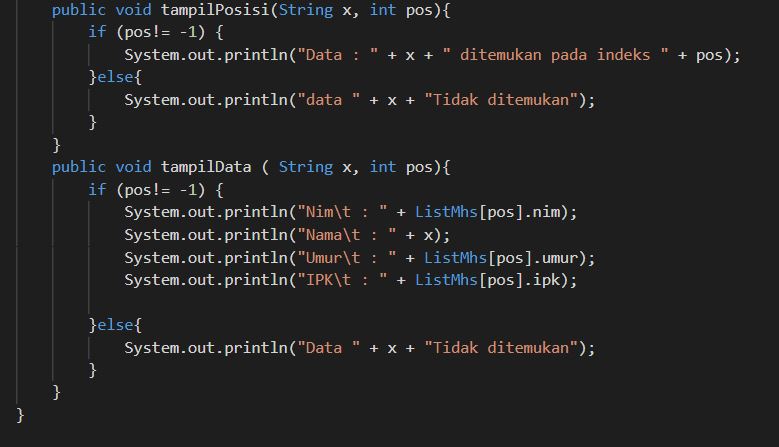 public void tampilPosisi(String x, int pos){
if (pos!= -1) {
System.out.println("Data : " + x + " ditemukan pada indeks " + pos);
}else{
System.out.println("data " + x + "Tidak ditemukan");
}
}
public void tampilData ( String x, int pos){
if (pos!= -1) {
System.out.println("Nim\t : " + ListMhs[pos].nim);
System.out.println("Nama\t : " + x);
System.out.println("Umur\t : " + ListMhs[pos].umur);
System.out.println("IPK\t : " + ListMhs[pos].ipk);
}else{
System.out.println("Data " + x + "Tidak ditemukan");
}
}
}